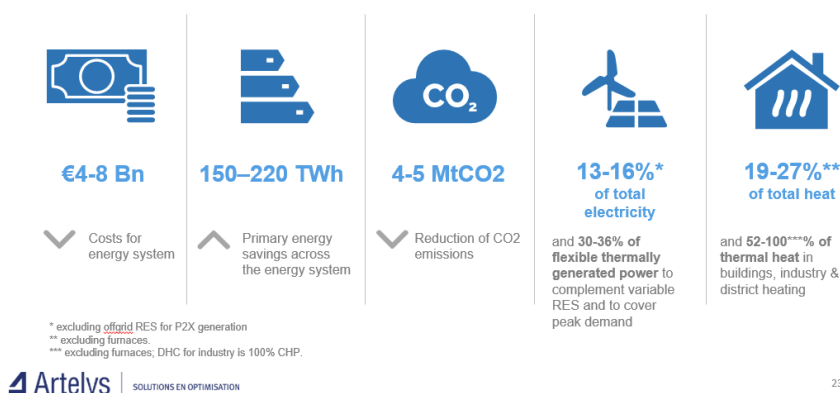 CO2
€4-8 Bn
150–220 TWh
4-5 MtCO2
13-16%*
of total
electricity
19-27%**
of total heat
Costs for
energy system
Primary energy
savings across
the energy system
Reduction of CO2
emissions
and 30-36% of
flexible thermally
generated power to
complement variable
RES and to cover
peak demand
and 52-100***% of
thermal heat in
buildings, industry &
district heating
* excluding offgrid RES for P2X generation
** excluding furnaces.
*** excluding furnaces; DHC for industry is 100% CHP.
Artelys
SOLUTIONS EN OPTIMISATION
23